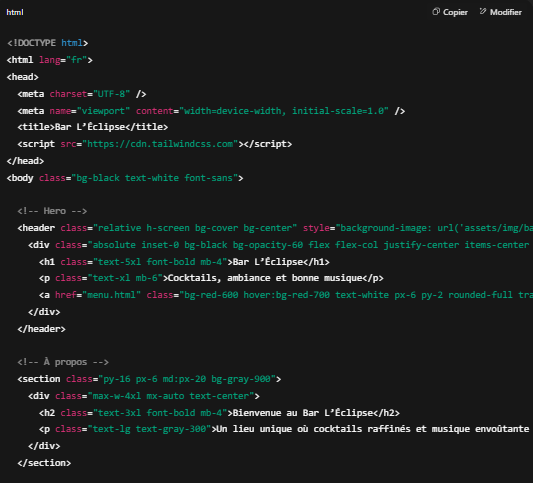 html
Copier
Modifier
<!DOCTYPE html>
<html lang="fr">
<head>
<meta charset="UTF-8" />
<meta name="viewport" content="width=device-width, initial-scale=1.0" />
<title>Bar L’Éclipse</title>
<script src="https://cdn.tailwindcss.com"></script>
</head>
<body class="bg-black text-white font-sans">
<!-- Hero -->
<header class="relative h-screen bg-cover bg-center" style="background-image: url('assets/img/ba
<div class="absolute inset-0 bg-black bg-opacity-60 flex flex-col justify-center items-center
<h1 class="text-5xl font-bold mb-4">Bar L’Éclipse</h1>
<p class="text-xl mb-6">Cocktails, ambiance et bonne musique</p>
<a href="menu.html" class="bg-red-600 hover:bg-red-700 text-white px-6 py-2 rounded-full tra
</div>
</header>
<!-- À propos -->
<section class="py-16 px-6 md:px-20 bg-gray-900">
<div class="max-w-4xl mx-auto text-center">
<h2 class="text-3xl font-bold mb-4">Bienvenue au Bar L’Éclipse</h2>
<p class="text-lg text-gray-300">Un lieu unique où cocktails raffinés et musique envoûtante
</div>
</section>